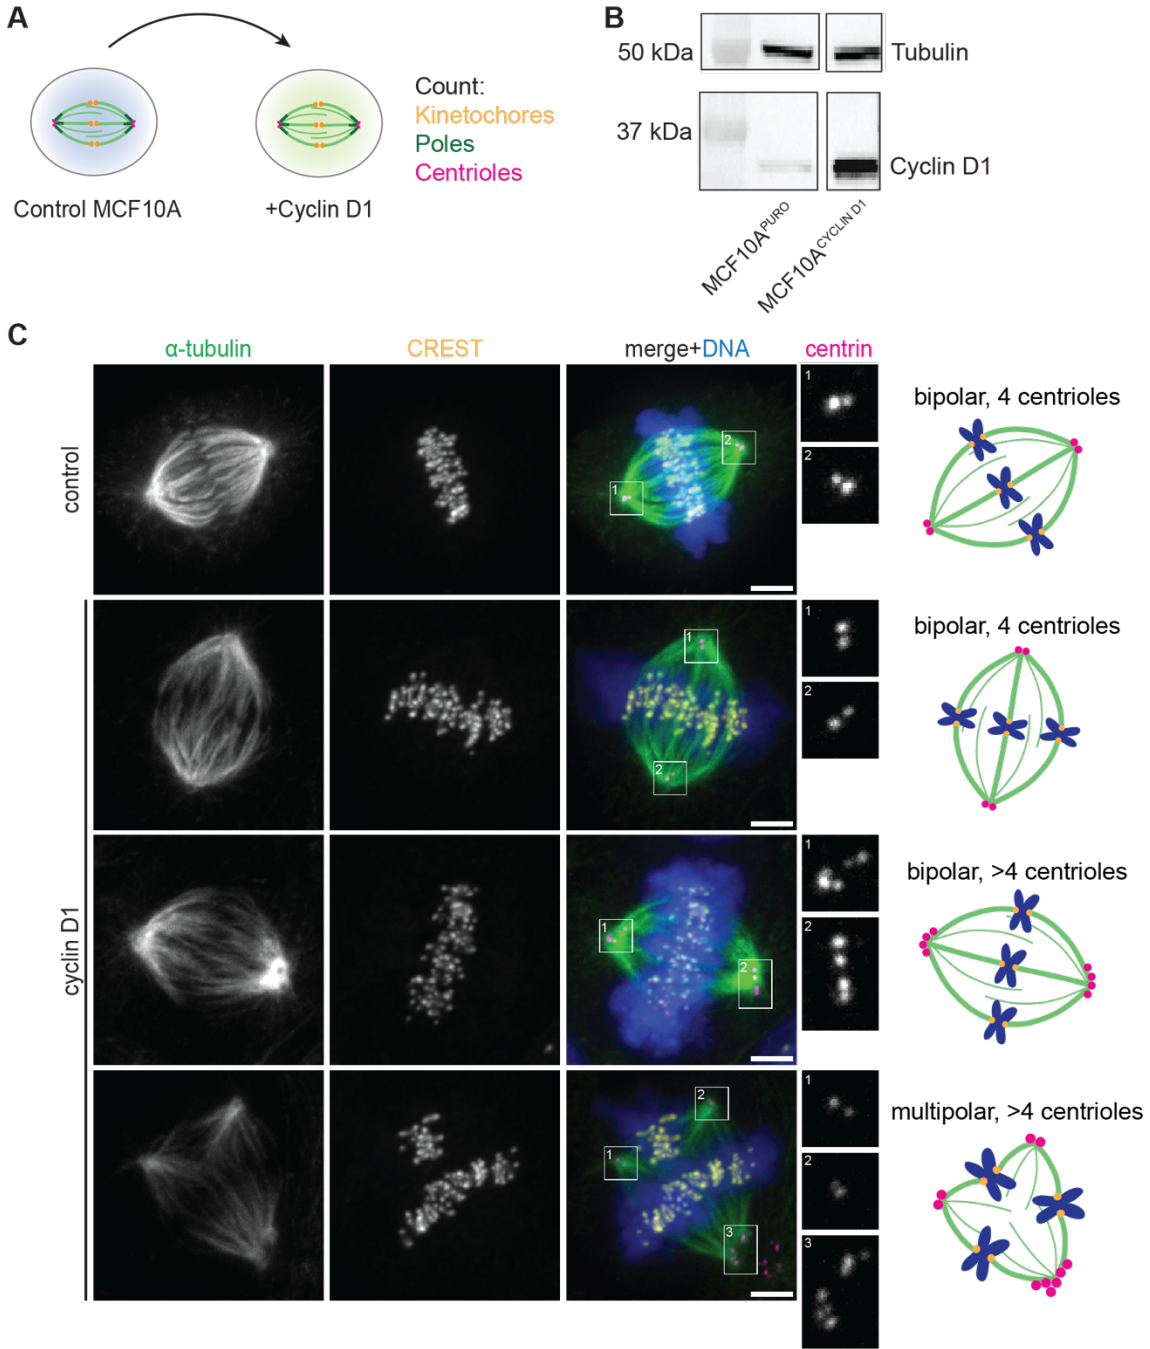 A
Count:
Kinetochores
Poles
Centrioles
Control MCF10A
+Cyclin D1
B
50 kDa
Tubulin
37 kDa
Cyclin D1
MCF10A^PURO
MCF10A^CYCLIN D1
C
α-tubulin
CREST
merge+DNA
centrin
control
1
2
1
2
bipolar, 4 centrioles
cyclin D1
1
2
1
2
bipolar, 4 centrioles
1
2
1
2
bipolar, >4 centrioles
1
2
3
1
2
3
multipolar, >4 centrioles